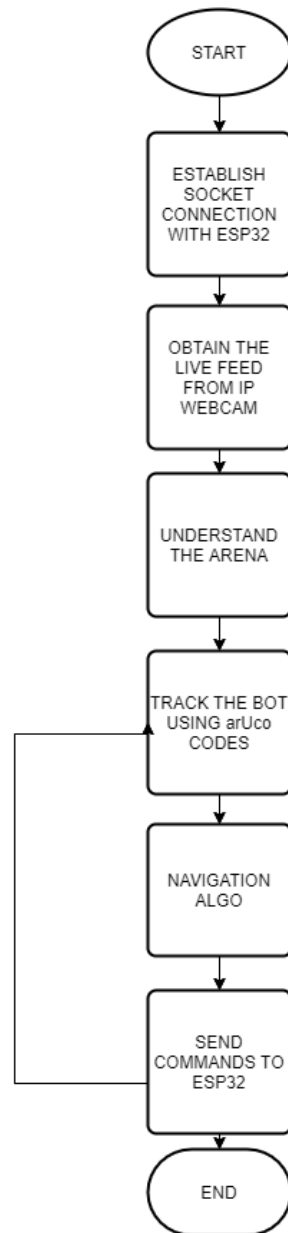 START
ESTABLISH
SOCKET
CONNECTION
WITH ESP32
OBTAIN THE
LIVE FEED
FROM IP
WEBCAM
UNDERSTAND
THE ARENA
TRACK THE BOT
USING arUco
CODES
NAVIGATION
ALGO
SEND
COMMANDS TO
ESP32
END